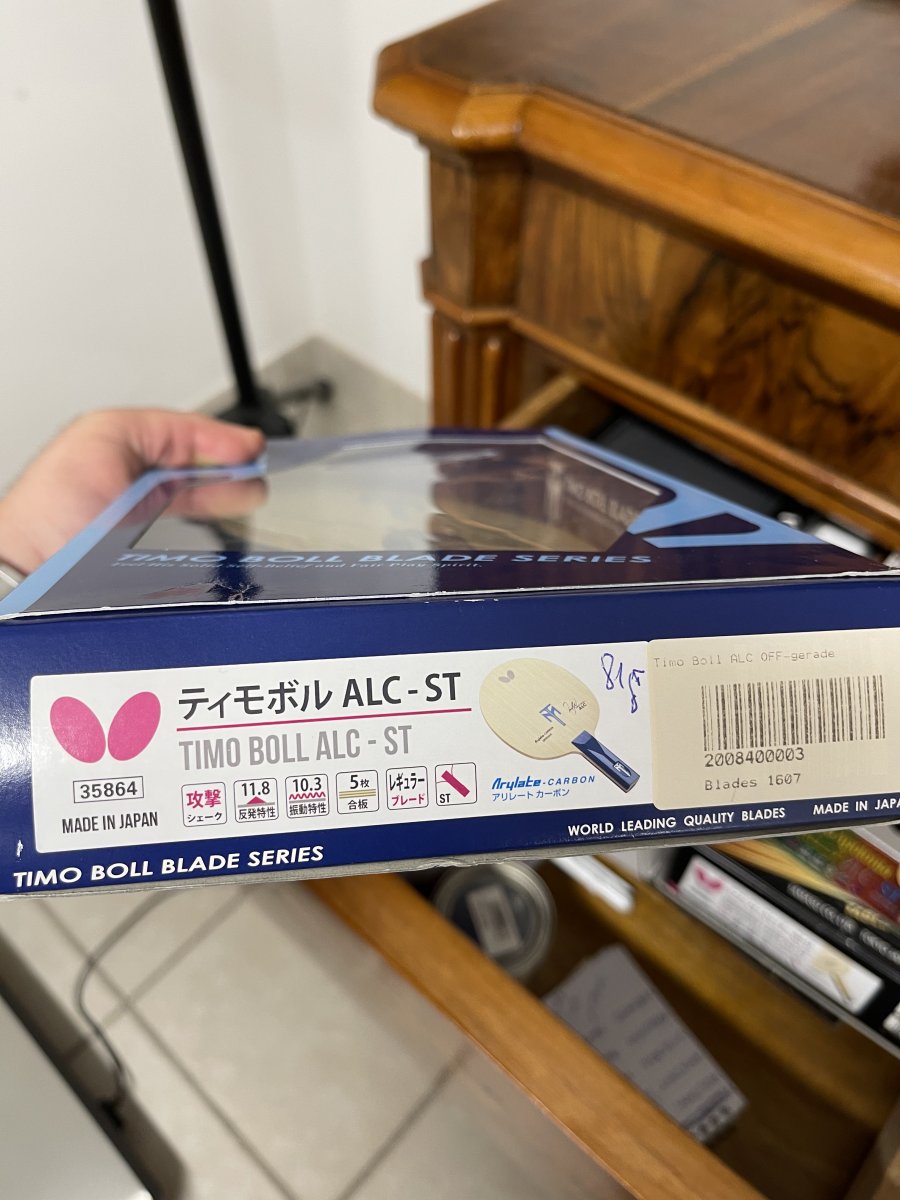 TIMO BOLL BLADE SERIES
ティモボル ALC - ST
TIMO BOLL ALC - ST
35864
MADE IN JAPAN
攻撃
シェーク
11.8
反発特性
10.3
振動特性
5枚
合板
レギュラー
ブレード
ST
Arylate - CARBON
アリレート カーボン
81
Timo Boll ALC OFF-gerade
2008400003
Blades 1607
TIMO BOLL BLADE SERIES
WORLD LEADING QUALITY BLADES
MADE IN JAPA